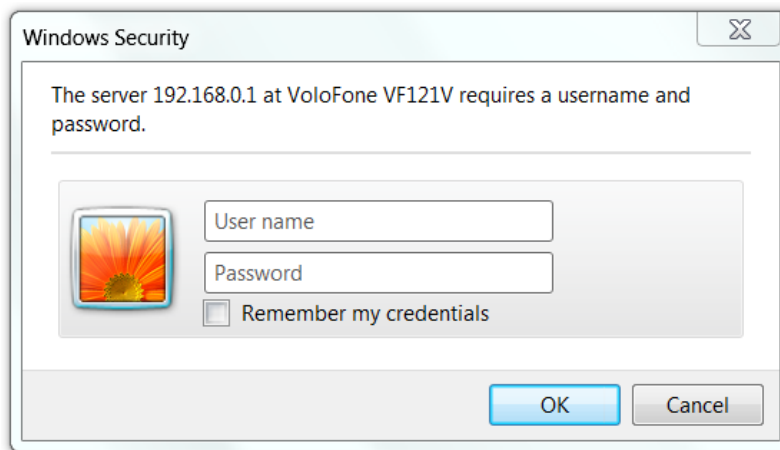 Windows Security
The server 192.168.0.1 at VoloFone VF121V requires a username and
password.
User name
Password
Remember my credentials
OK
Cancel